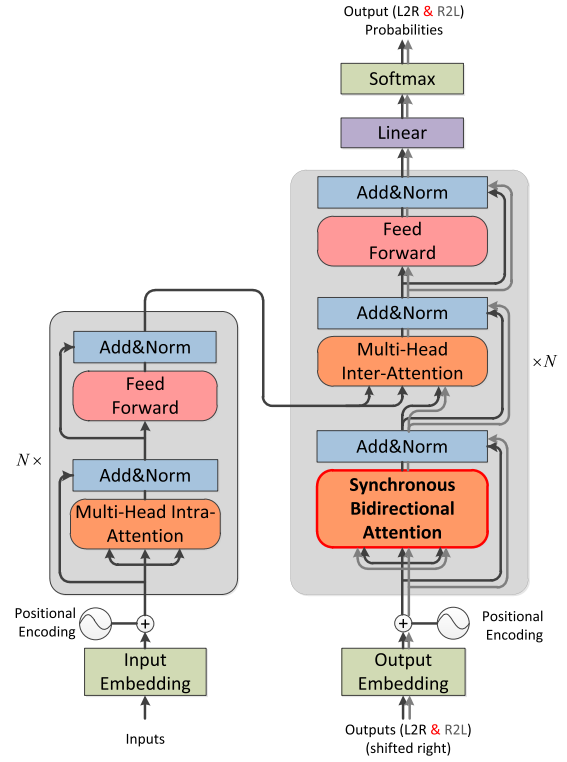 Output (L2R & R2L)
Probabilities
Softmax
Linear
Add&Norm
Feed
Forward
Add&Norm
Multi-Head
Inter-Attention
×N
Add&Norm
Synchronous
Bidirectional
Attention
Positional
Encoding
Output
Embedding
Outputs (L2R & R2L)
(shifted right)
Add&Norm
Feed
Forward
N×
Add&Norm
Multi-Head Intra-
Attention
Positional
Encoding
Input
Embedding
Inputs